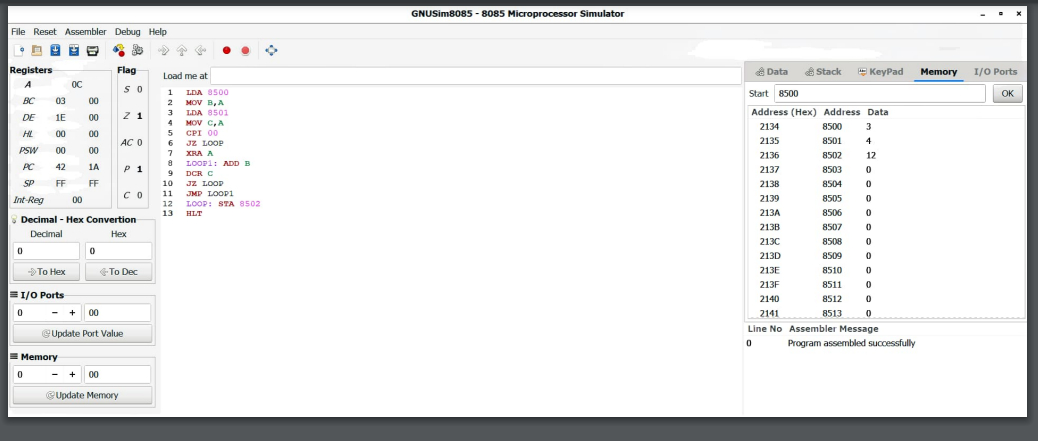 GNUSim8085 - 8085 Microprocessor Simulator
File Reset Assembler Debug Help
Registers
A 0C
BC 03 00
DE 1E 00
HL 00 00
PSW 00 00
PC 42 1A
SP FF FF
Int-Reg 00
Flag
S 0
Z 1
AC 0
P 1
C 0
Decimal - Hex Convertion
Decimal Hex
0 0
To Hex To Dec
I/O Ports
0 - + 00
Update Port Value
Memory
0 - + 00
Update Memory
Load me at
1 LDA 8500
2 MOV B,A
3 LDA 8501
4 MOV C,A
5 CPI 00
6 JZ LOOP
7 XRA A
8 LOOP1: ADD B
9 DCR C
10 JZ LOOP
11 JMP LOOP1
12 LOOP: STA 8502
13 HLT
Data Stack KeyPad Memory I/O Ports
Start 8500 OK
Address (Hex) Address Data
2134 8500 3
2135 8501 4
2136 8502 12
2137 8503 0
2138 8504 0
2139 8505 0
213A 8506 0
213B 8507 0
213C 8508 0
213D 8509 0
213E 8510 0
213F 8511 0
2140 8512 0
2141 8513 0
Line No Assembler Message
0 Program assembled successfully